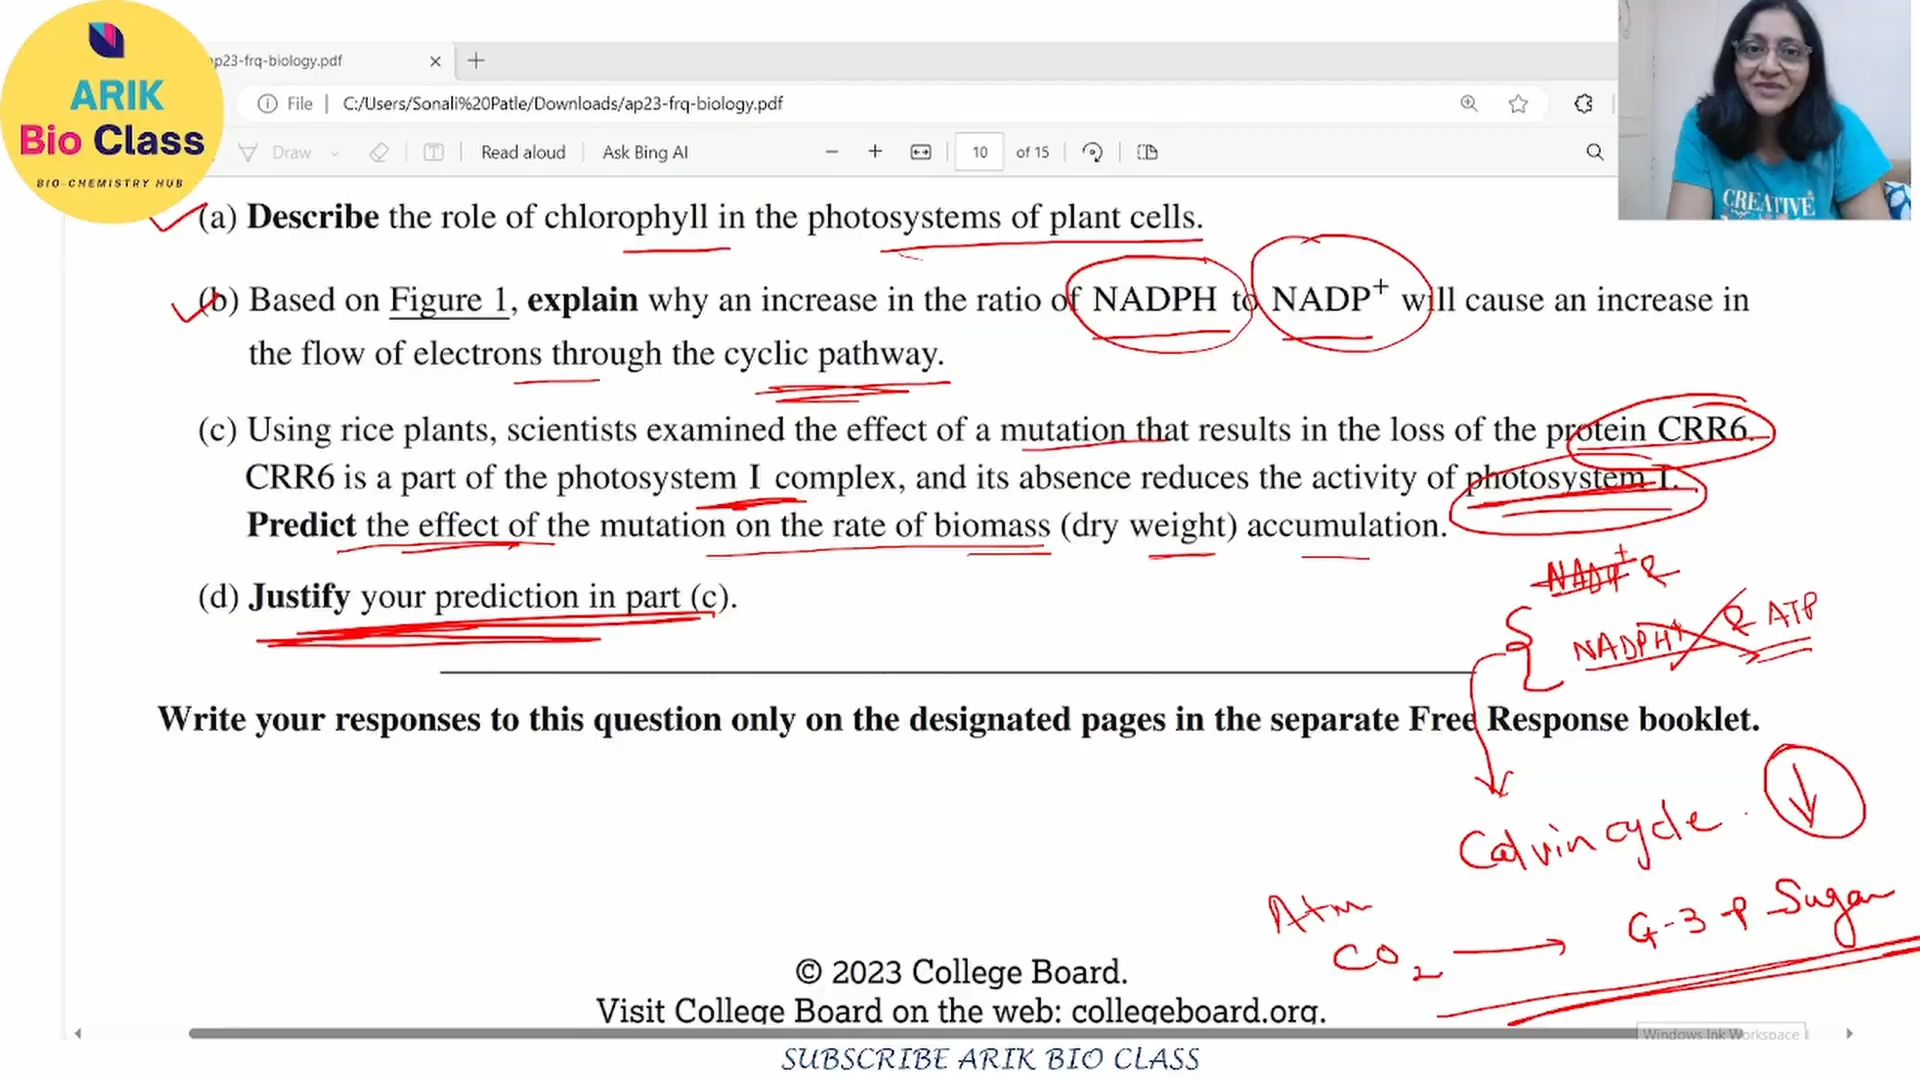 ARIK
Bio Class
BIO-CHEMISTRY HUB
ap23-frq-biology.pdf
File | C:/Users/Sonali%20Patle/Downloads/ap23-frq-biology.pdf
Draw
Read aloud
Ask Bing AI
10 of 15
CREATIVE
(a) Describe the role of chlorophyll in the photosystems of plant cells.
(b) Based on Figure 1, explain why an increase in the ratio of NADPH to NADP+ will cause an increase in
the flow of electrons through the cyclic pathway.
(c) Using rice plants, scientists examined the effect of a mutation that results in the loss of the protein CRR6.
CRR6 is a part of the photosystem I complex, and its absence reduces the activity of photosystem I.
Predict the effect of the mutation on the rate of biomass (dry weight) accumulation.
(d) Justify your prediction in part (c).
NADPH+ & ATP
Write your responses to this question only on the designated pages in the separate Free Response booklet.
Calvin cycle. ↓
Atm
CO2 → G-3 P Sugar
© 2023 College Board.
Visit College Board on the web: collegeboard.org.
Windows Ink Workspace
SUBSCRIBE ARIK BIO CLASS